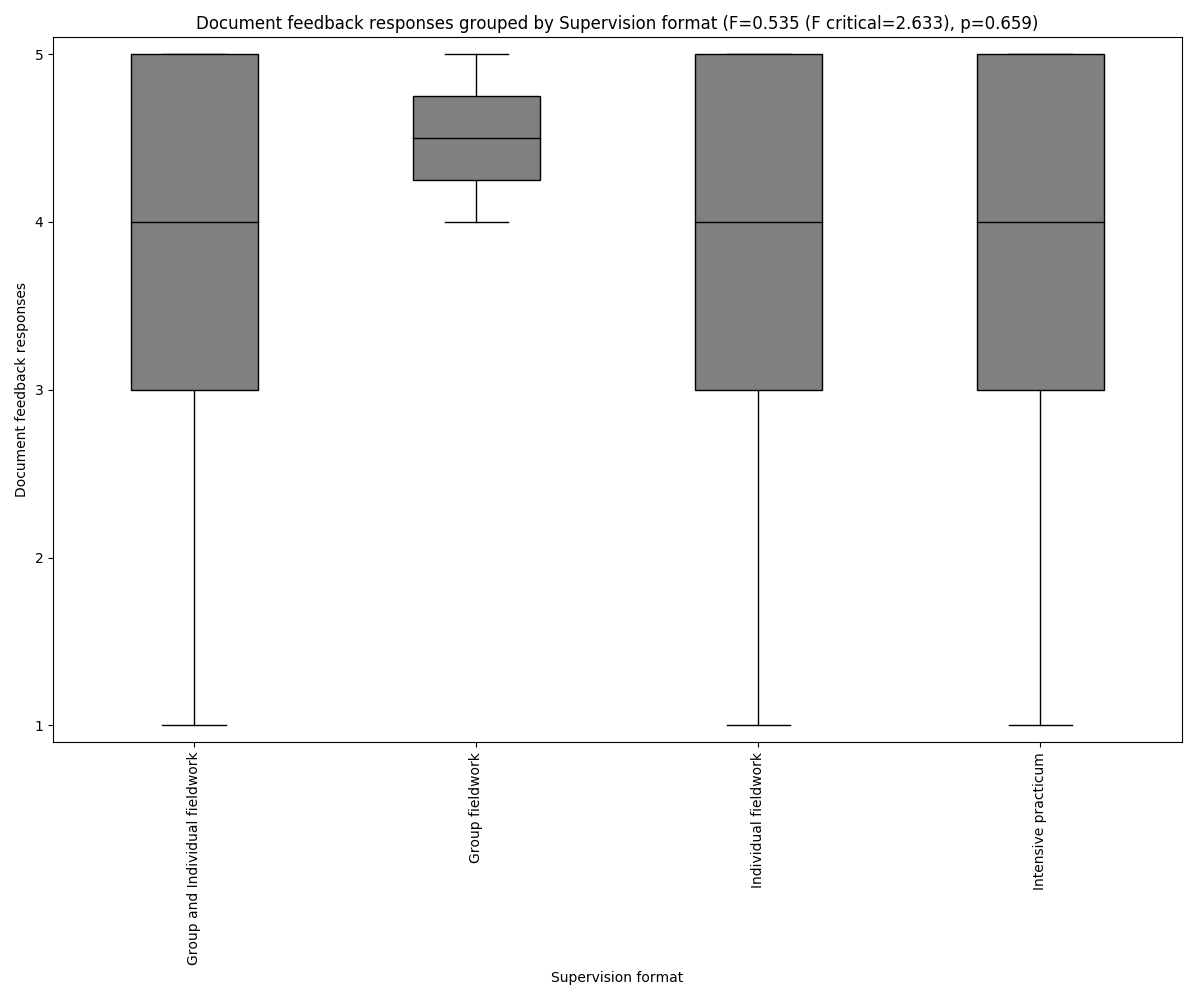 Document feedback responses grouped by Supervision format (F=0.535 (F critical=2.633), p=0.659)
Document feedback responses
5
4
3
2
1
Group and Individual fieldwork
Group fieldwork
Individual fieldwork
Intensive practicum
Supervision format